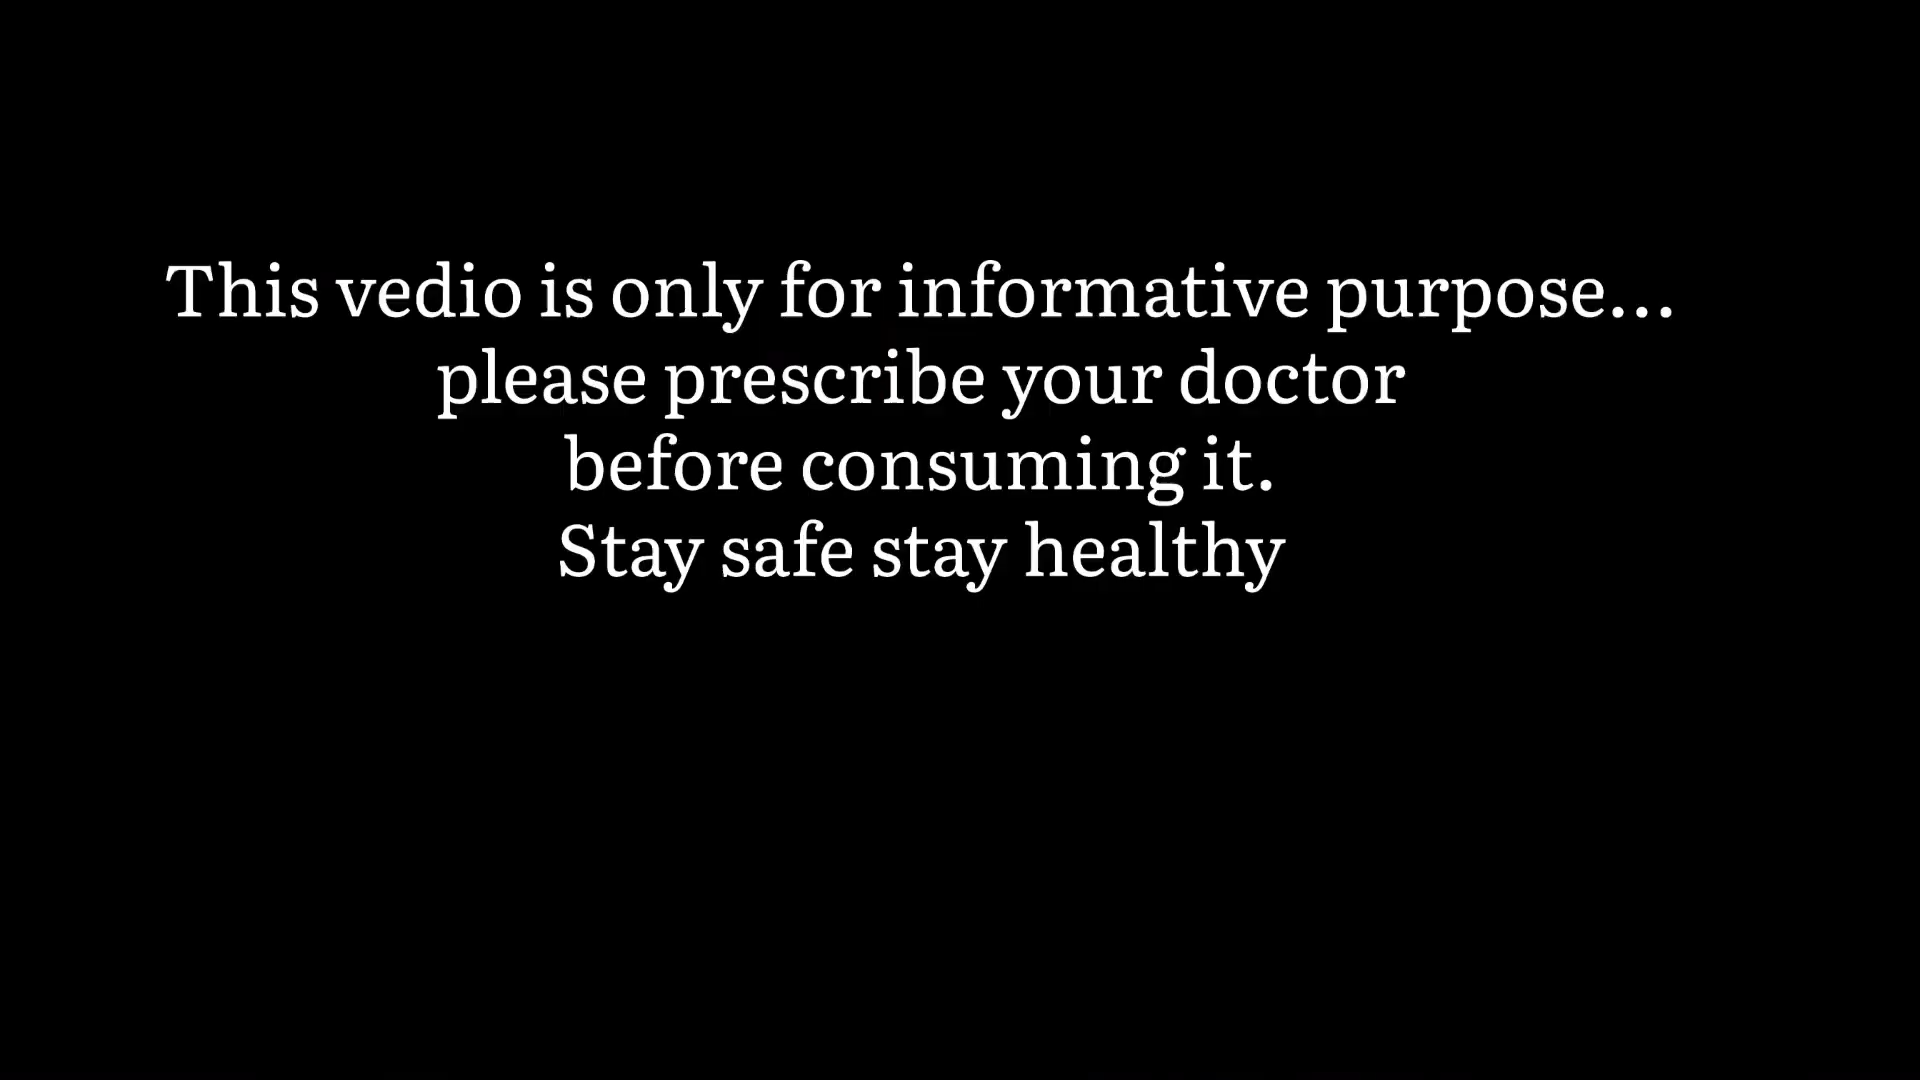 This vedio is only for informative purpose...
please prescribe your doctor
before consuming it.
Stay safe stay healthy